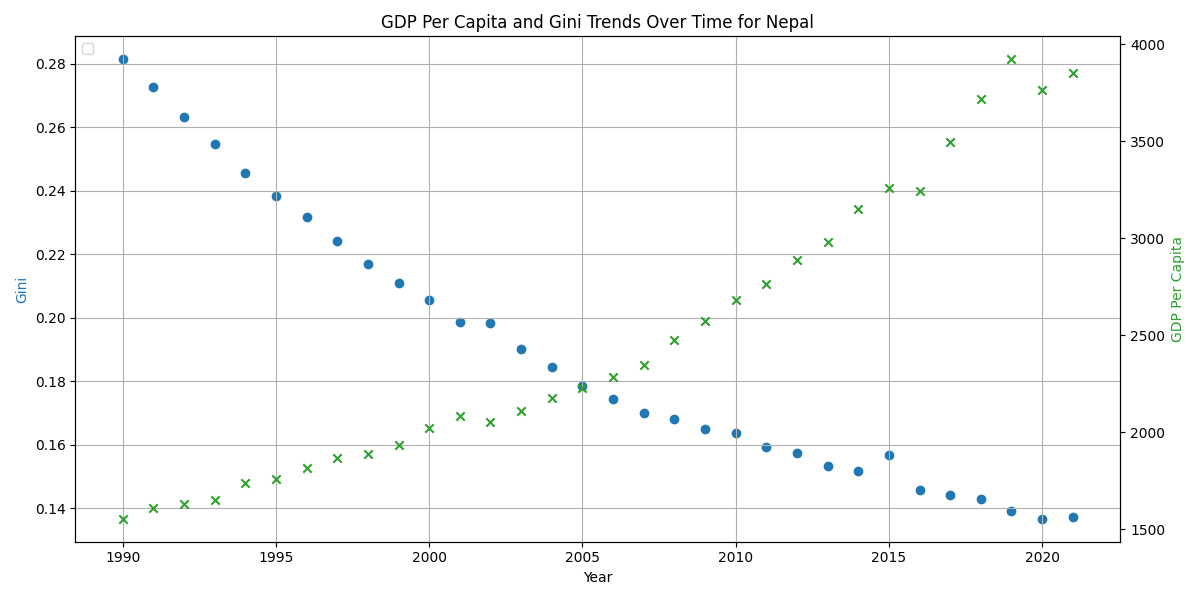 GDP Per Capita and Gini Trends Over Time for Nepal
Gini
0.28
0.26
0.24
0.22
0.20
0.18
0.16
0.14
4000
3500
3000
2500
2000
1500
GDP Per Capita
1990 1995 2000 2005 2010 2015 2020
Year